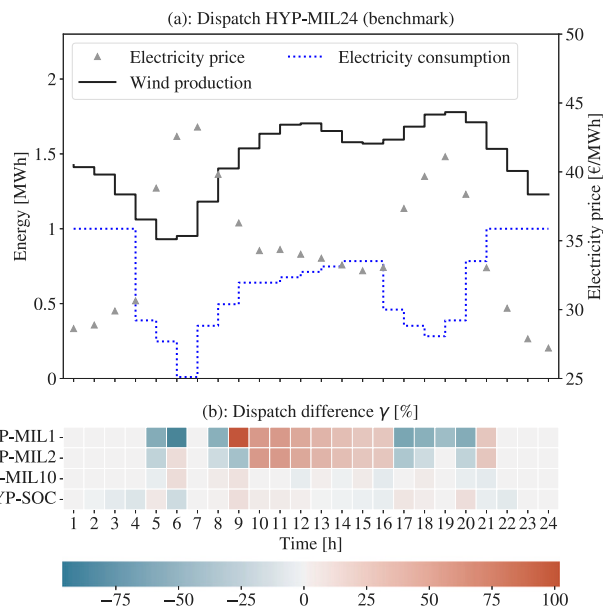 (a): Dispatch HYP-MIL24 (benchmark)
Electricity price
Electricity consumption
Wind production
Energy [MWh]
0
0.5
1
1.5
2
Electricity price [€/MWh]
25
30
35
40
45
50
(b): Dispatch difference γ [%]
P-MIL1
P-MIL2
-MIL10
YP-SOC
1 2 3 4 5 6 7 8 9 10 11 12 13 14 15 16 17 18 19 20 21 22 23 24
Time [h]
−75 −50 −25 0 25 50 75 100